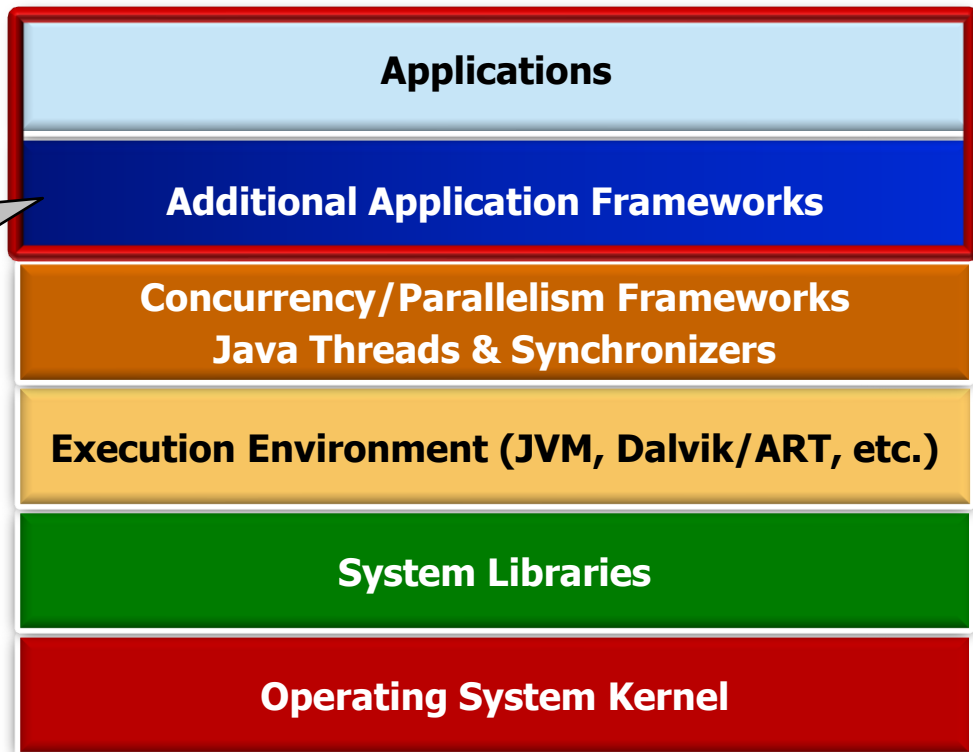 Applications
Additional Application Frameworks
Concurrency/Parallelism Frameworks
Java Threads & Synchronizers
Execution Environment (JVM, Dalvik/ART, etc.)
System Libraries
Operating System Kernel